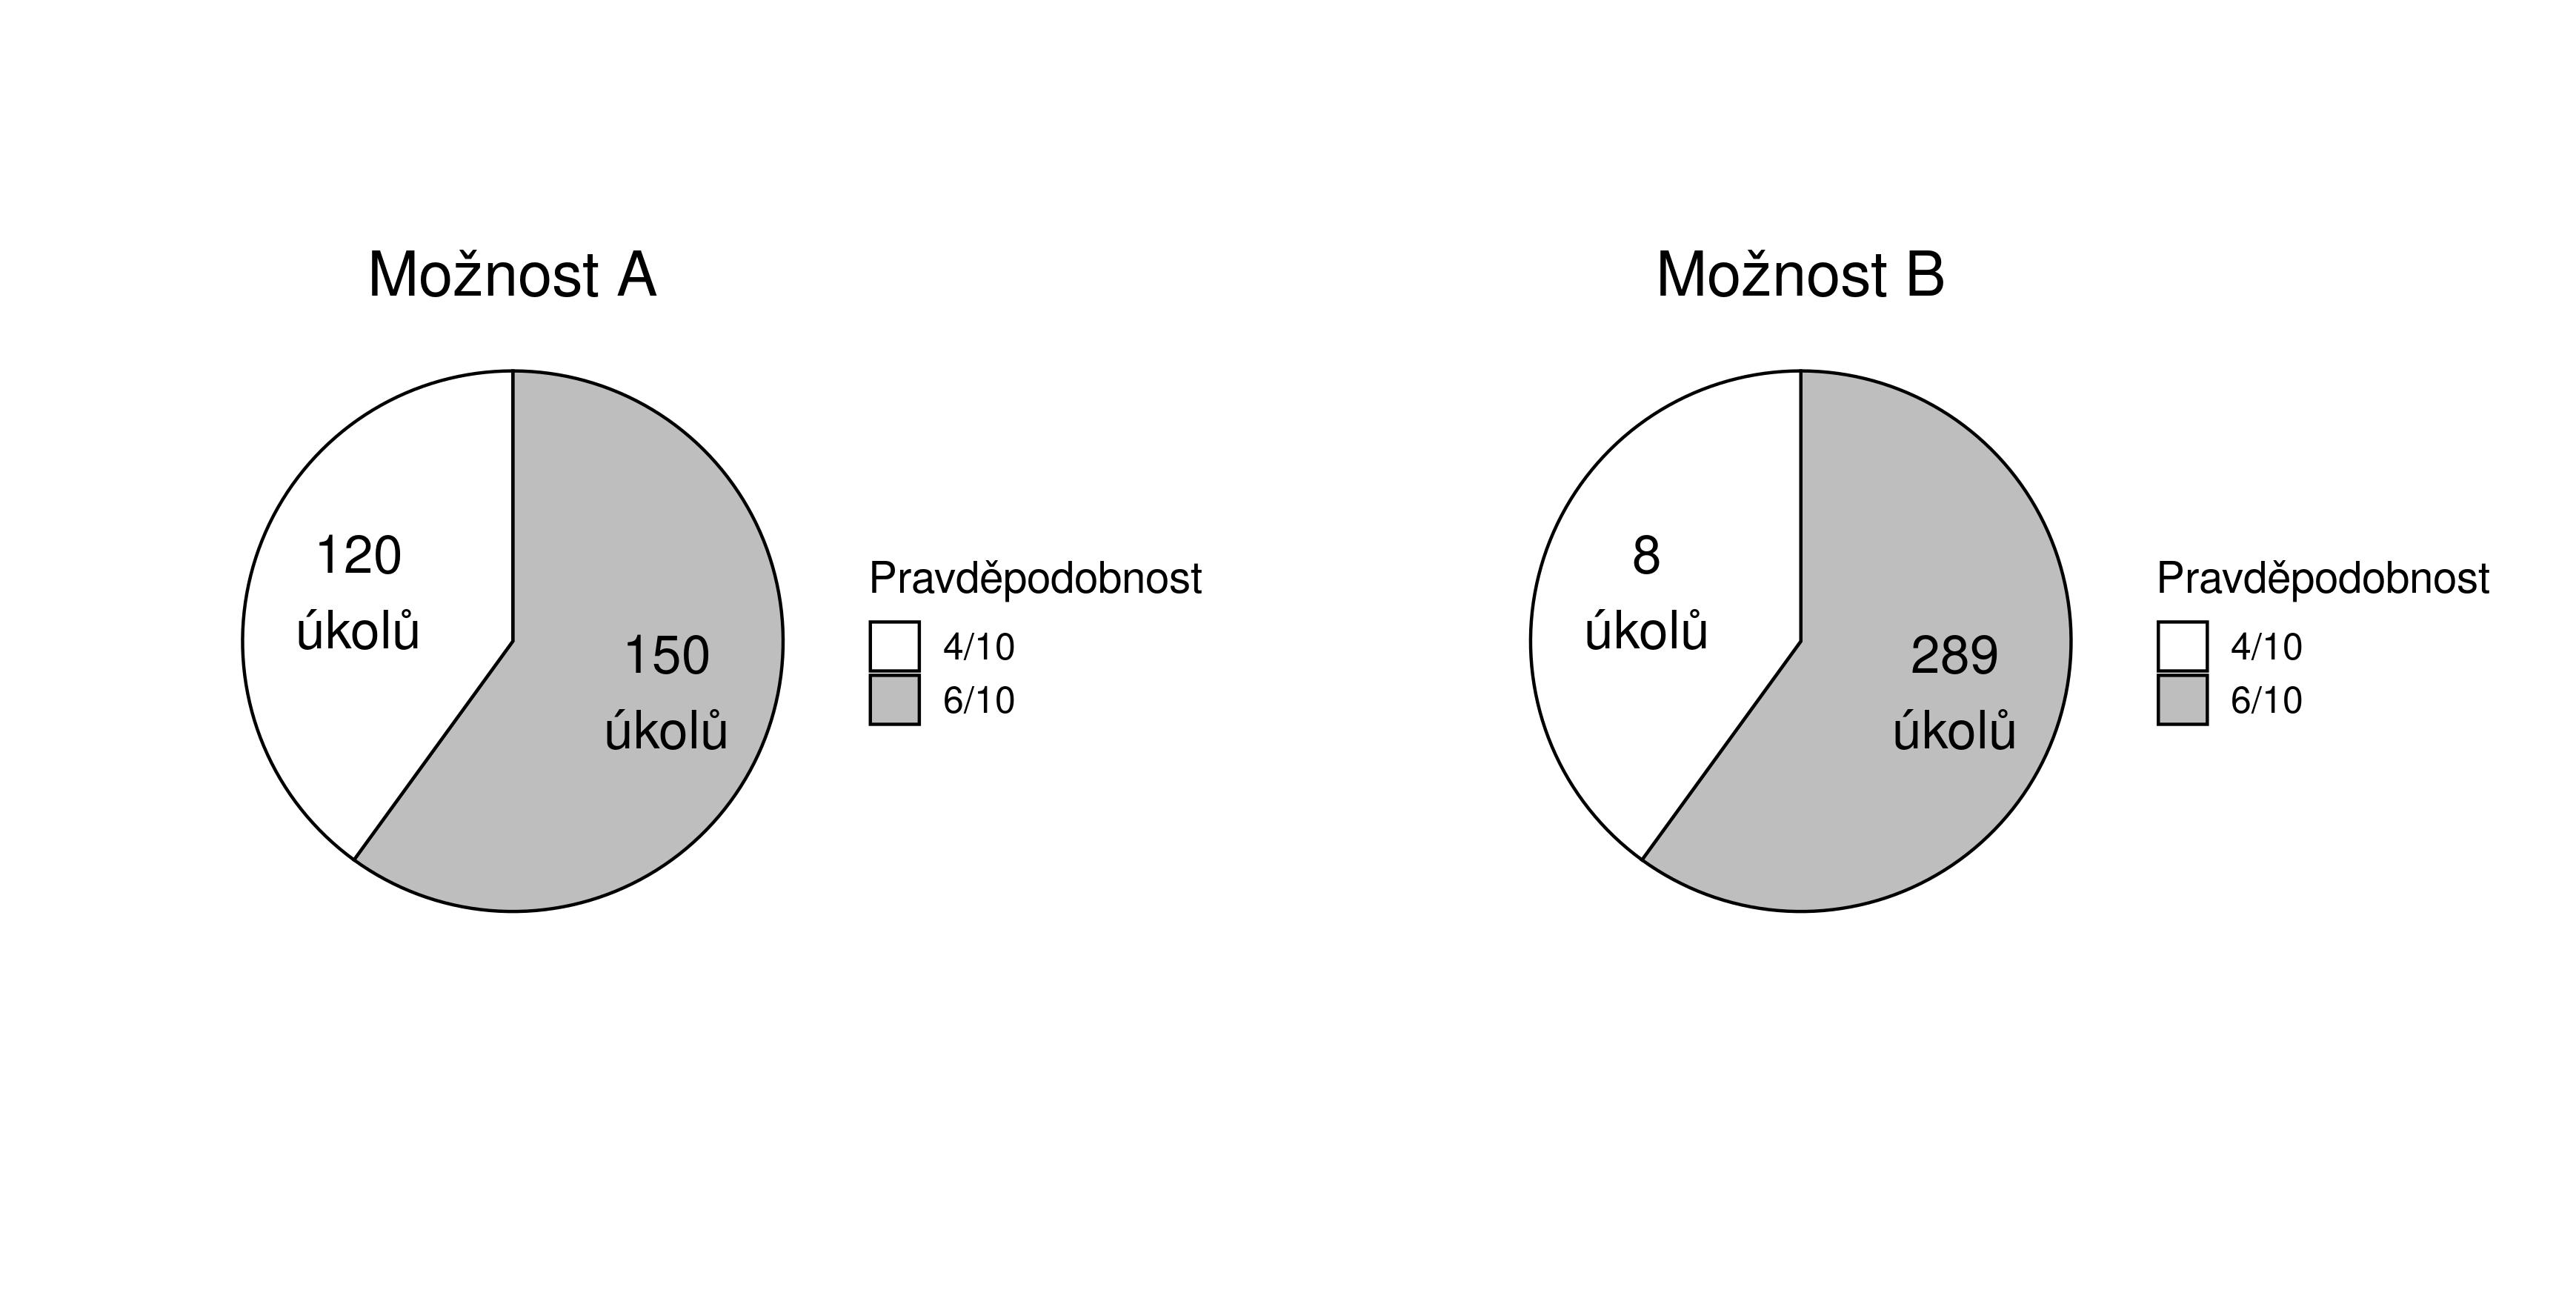 Možnost A
120
úkolů
150
úkolů
Pravděpodobnost
4/10
6/10
Možnost B
8
úkolů
289
úkolů
Pravděpodobnost
4/10
6/10